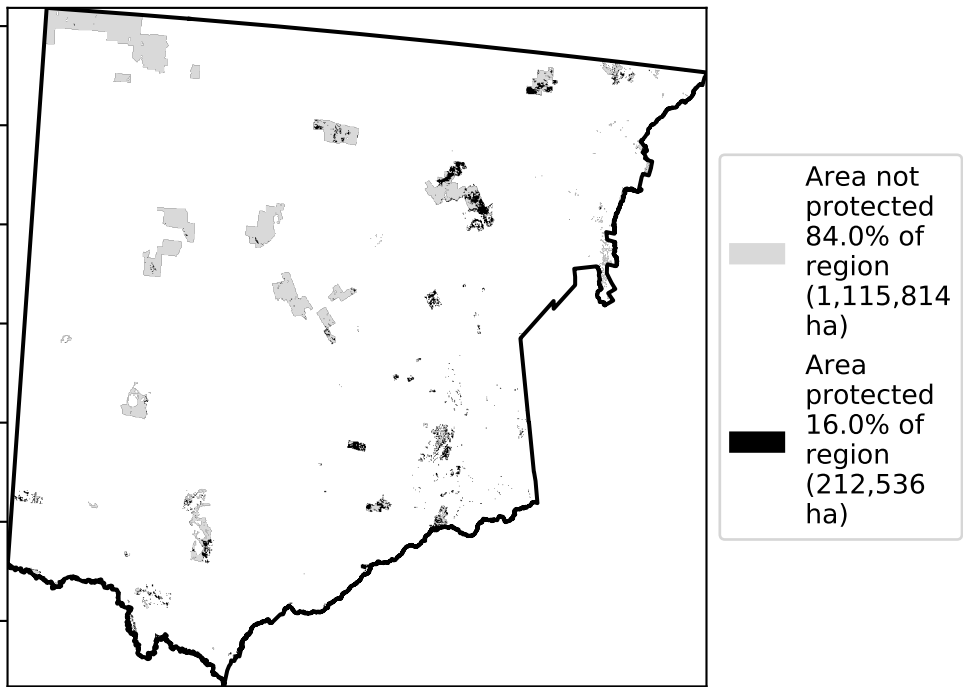 Area not
protected
84.0% of
region
(1,115,814
ha)
Area
protected
16.0% of
region
(212,536
ha)